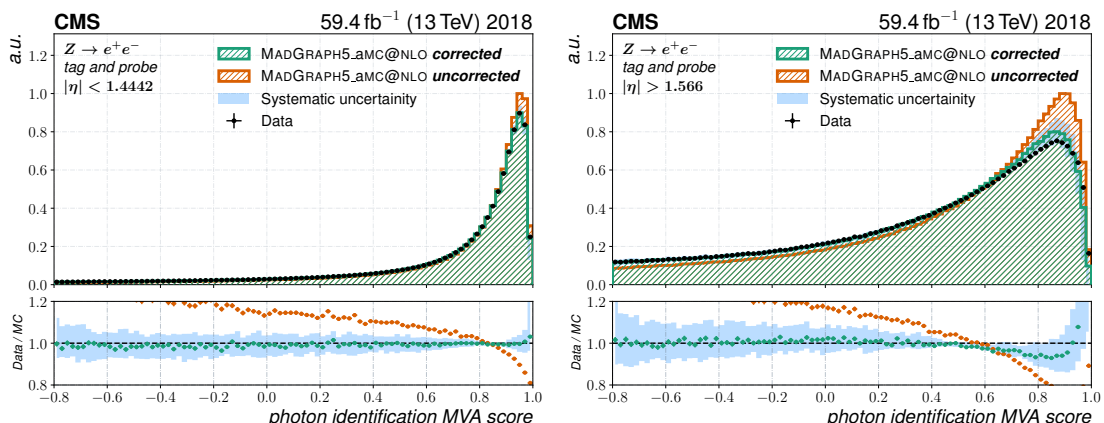 CMS 59.4 fb⁻¹ (13 TeV) 2018
a.u.
Z → e⁺e⁻
tag and probe
|η| < 1.4442
MADGRAPH5_AMC@NLO corrected
MADGRAPH5_AMC@NLO uncorrected
Systematic uncertainity
Data
1.2
1.0
0.8
0.6
0.4
0.2
0.0
Data / MC
1.2
1.0
0.8
−0.8 −0.6 −0.4 −0.2 0.0 0.2 0.4 0.6 0.8 1.0
photon identification MVA score
CMS 59.4 fb⁻¹ (13 TeV) 2018
a.u.
Z → e⁺e⁻
tag and probe
|η| > 1.566
MADGRAPH5_AMC@NLO corrected
MADGRAPH5_AMC@NLO uncorrected
Systematic uncertainity
Data
1.2
1.0
0.8
0.6
0.4
0.2
0.0
Data / MC
1.2
1.0
0.8
−0.8 −0.6 −0.4 −0.2 0.0 0.2 0.4 0.6 0.8 1.0
photon identification MVA score